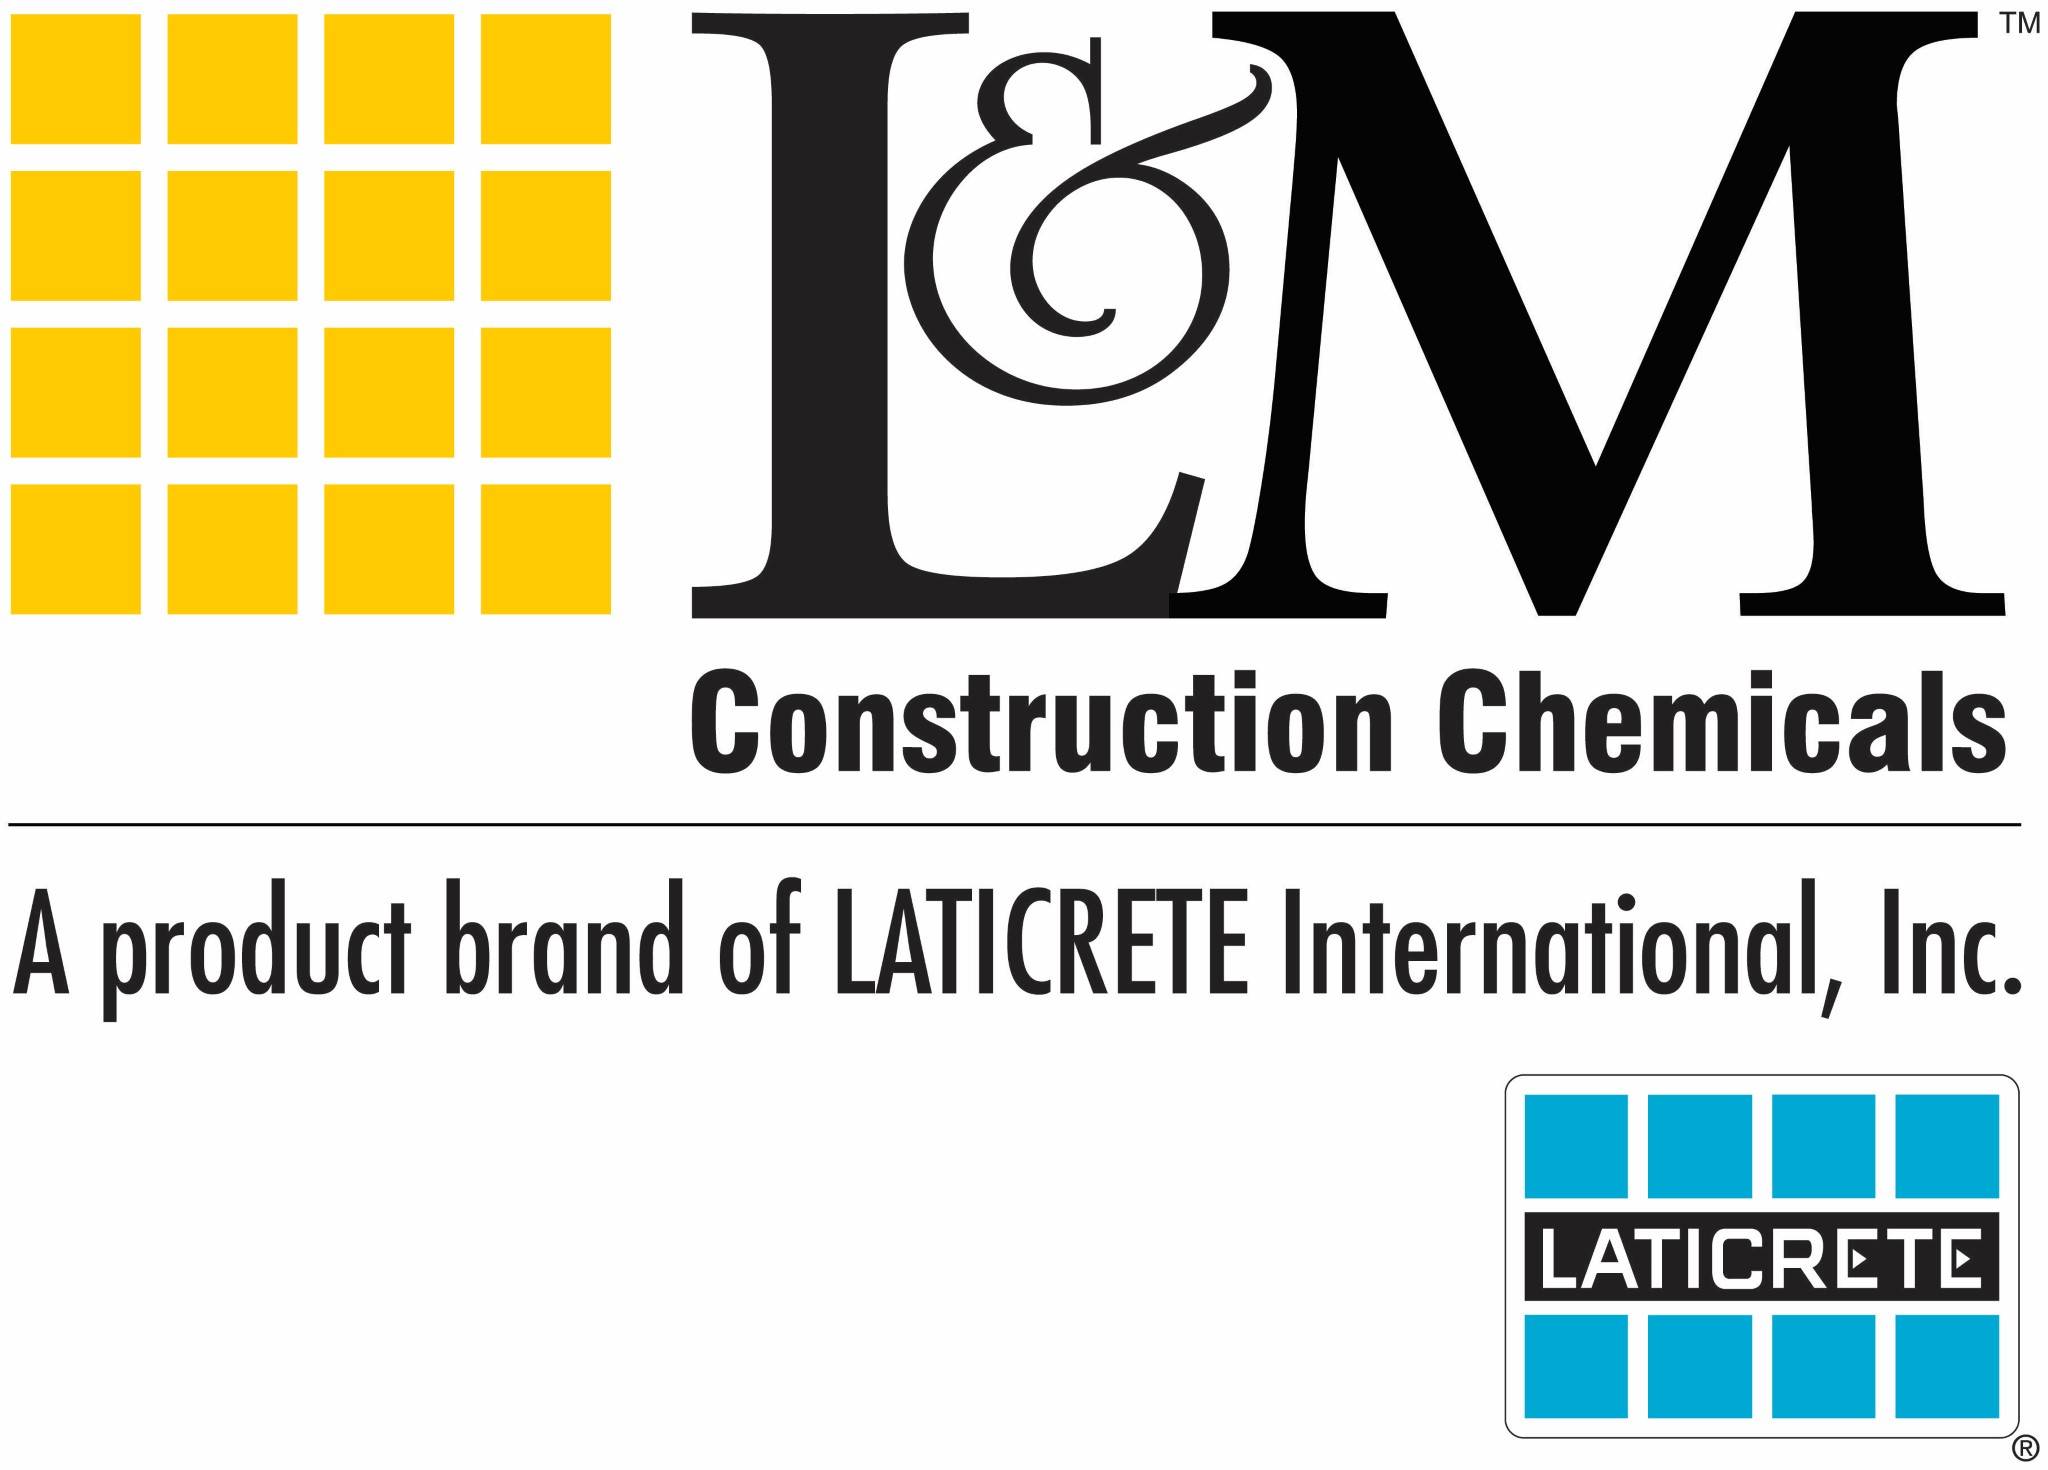 L&M™
Construction Chemicals
A product brand of LATICRETE International, Inc.
LATICRETE
®